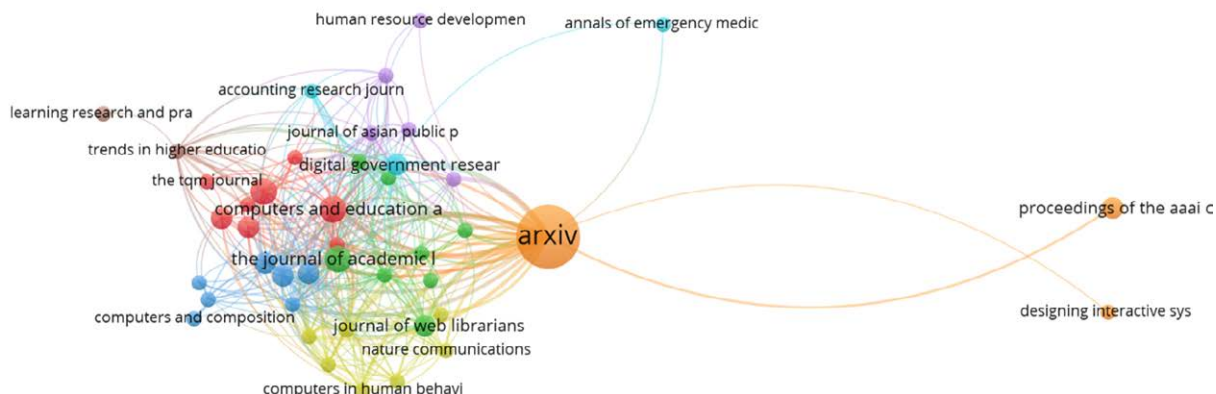 human resource developmen
annals of emergency medic
accounting research journ
learning research and pra
journal of asian public p
trends in higher educatio
digital government resear
the tqm journal
computers and education a
proceedings of the aaai c
arxiv
the journal of academic l
designing interactive sys
computers and composition
journal of web librarians
nature communications
computers in human behavi